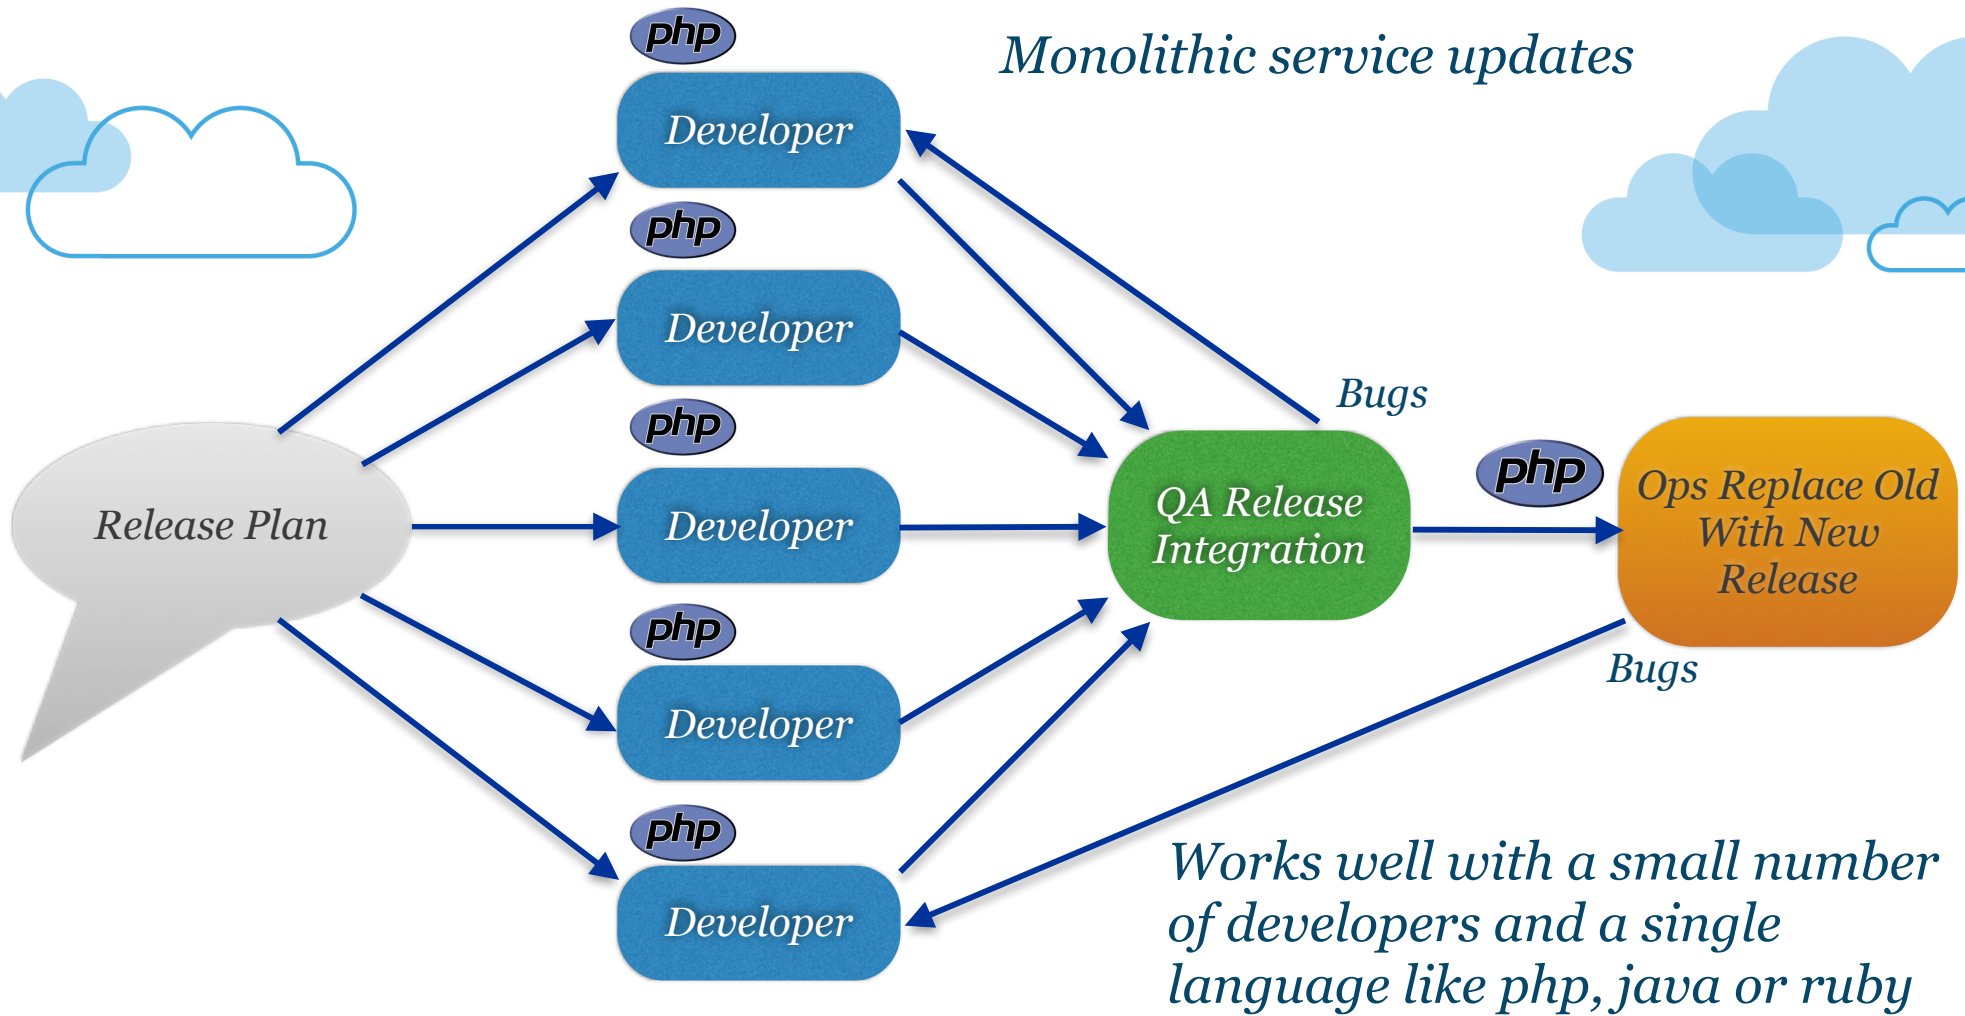 Monolithic service updates
php
Developer
php
Developer
php
Developer
php
Developer
php
Developer
Release Plan
Bugs
QA Release
Integration
php
Ops Replace Old
With New
Release
Bugs
Works well with a small number
of developers and a single
language like php, java or ruby